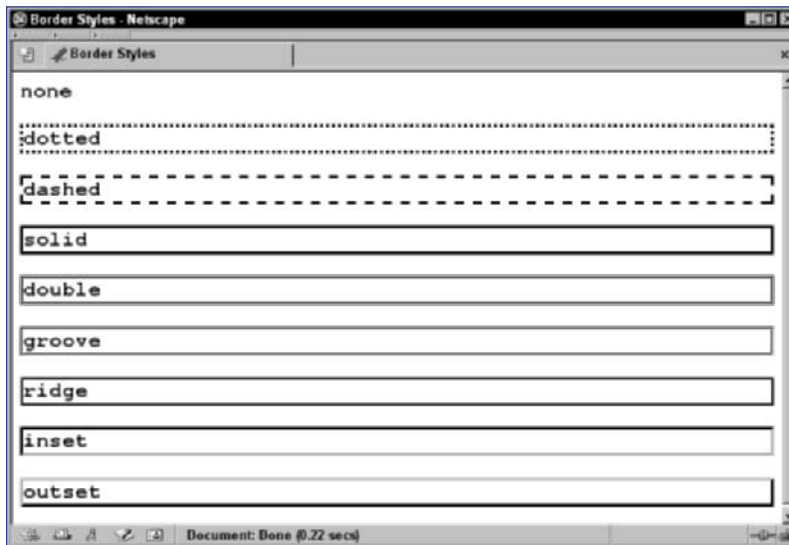 Border Styles - Netscape
Border Styles
none
dotted
dashed
solid
double
groove
ridge
inset
outset
Document: Done (0.22 secs)